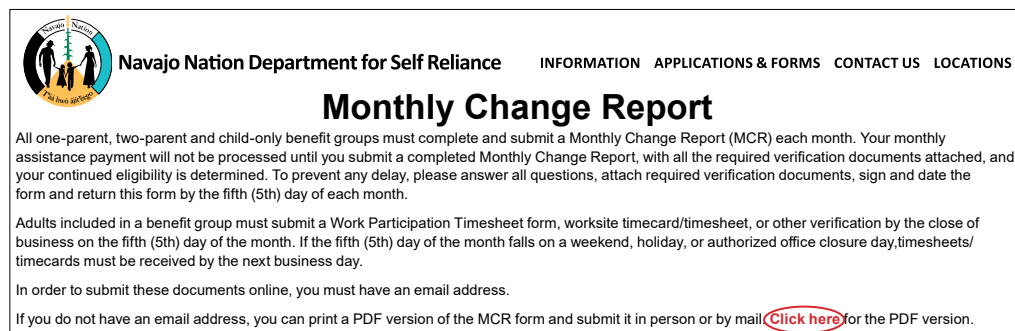 Navajo Nation
T'áá hwó ájít'éego
Navajo Nation Department for Self Reliance INFORMATION APPLICATIONS & FORMS CONTACT US LOCATIONS
Monthly Change Report
All one-parent, two-parent and child-only benefit groups must complete and submit a Monthly Change Report (MCR) each month. Your monthly
assistance payment will not be processed until you submit a completed Monthly Change Report, with all the required verification documents attached, and
your continued eligibility is determined. To prevent any delay, please answer all questions, attach required verification documents, sign and date the
form and return this form by the fifth (5th) day of each month.
Adults included in a benefit group must submit a Work Participation Timesheet form, worksite timecard/timesheet, or other verification by the close of
business on the fifth (5th) day of the month. If the fifth (5th) day of the month falls on a weekend, holiday, or authorized office closure day,timesheets/
timecards must be received by the next business day.
In order to submit these documents online, you must have an email address.
If you do not have an email address, you can print a PDF version of the MCR form and submit it in person or by mail. Click here for the PDF version.